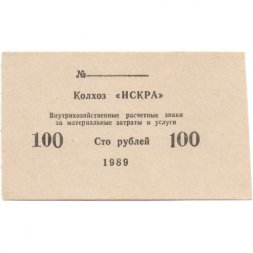 №
Колхоз «ИСКРА»
Внутрихозяйственные расчетные знаки
за материальные затраты и услуги
100 Сто рублей 100
1989